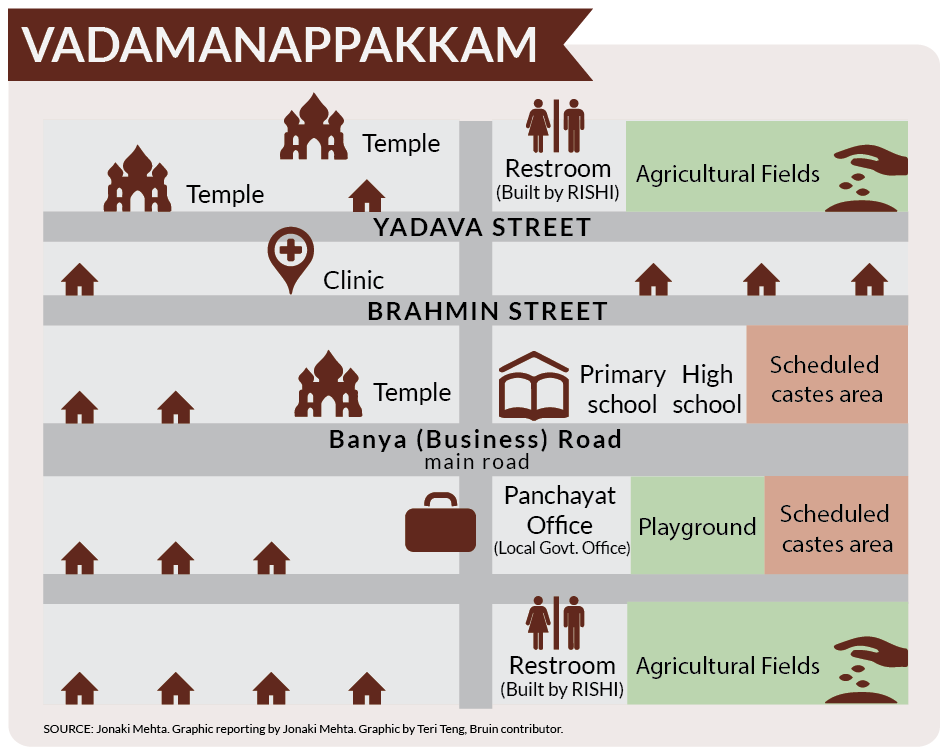 VADAMANAPPAKKAM
Temple
Temple
Restroom
(Built by RISHI)
Agricultural Fields
YADAVA STREET
Clinic
BRAHMIN STREET
Temple
Primary
school
High
school
Scheduled
castes area
Banya (Business) Road
main road
Panchayat
Office
(Local Govt. Office)
Playground
Scheduled
castes area
Restroom
(Built by RISHI)
Agricultural Fields
SOURCE: Jonaki Mehta. Graphic reporting by Jonaki Mehta. Graphic by Teri Teng, Bruin contributor.